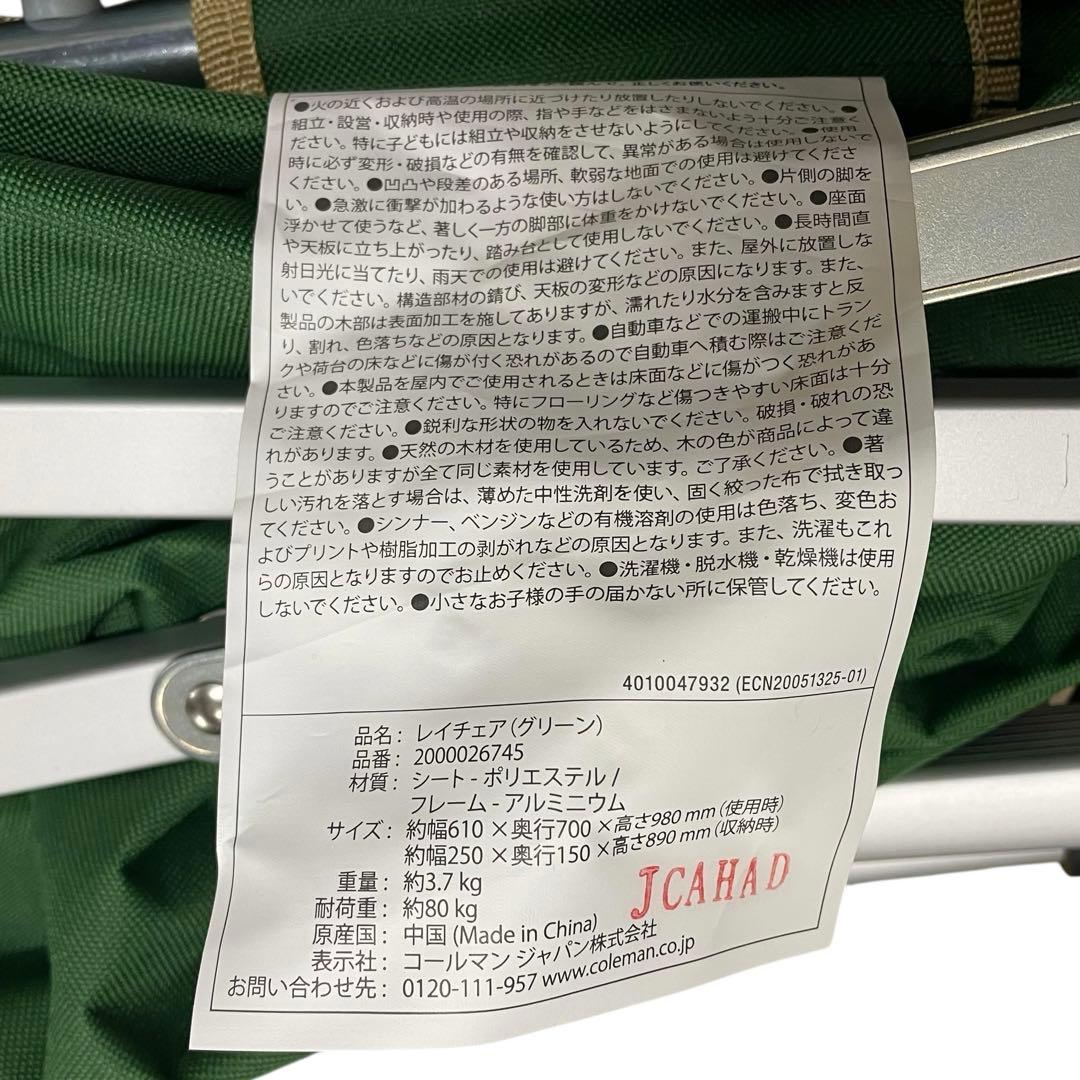 正しくお使いください。
●火の近くおよび高温の場所に近づけたり放置したりしないでください。●
組立・設営・収納時や使用の際、指や手などをはさまないよう十分ご注意く
ださい。特に子どもには組立や収納をさせないようにしてください。●使用
時に必ず変形・破損などの有無を確認して、異常がある場合は使用しないで
ください。●凹凸や段差のある場所、軟弱な地面での使用は避けてくださ
い。●急激に衝撃が加わるような使い方はしないでください。●片側の脚を
浮かせて使うなど、著しく一方の脚部に体重をかけないでください。●座面
や天板に立ち上がったり、踏み台として使用しないでください。●長時間直
射日光に当てたり、雨天での使用は避けてください。また、屋外に放置しな
いでください。構造部材の錆び、天板の変形などの原因になります。また、
製品の木部は表面加工を施してありますが、濡れたり水分を含みますと反
り、割れ、色落ちなどの原因となります。●自動車などでの運搬中にトラン
クや荷台の床などに傷が付く恐れがあるので自動車へ積む際はご注意くだ
さい。●本製品を屋内でご使用されるときは床面などに傷がつく恐れがあ
りますのでご注意ください。特にフローリングなど傷つきやすい床面は十分
ご注意ください。●鋭利な形状の物を入れないでください。破損・破れの恐
れがあります。●天然の木材を使用しているため、木の色が商品によって違
うことがありますが全て同じ素材を使用しています。ご了承ください。●著
しい汚れを落とす場合は、薄めた中性洗剤を使い、固く絞った布で拭き取っ
てください。●シンナー、ベンジンなどの有機溶剤の使用は色落ち、変色お
よびプリントや樹脂加工の剥がれなどの原因となります。また、洗濯もこれ
らの原因となりますのでお止めください。●洗濯機・脱水機・乾燥機は使用
しないでください。●小さなお子様の手の届かない所に保管してください。
4010047932 (ECN20051325-01)
品名： レイチェア（グリーン）
品番： 2000026745
材質： シート - ポリエステル /
フレーム - アルミニウム
サイズ： 約幅610 × 奥行700 × 高さ980 mm（使用時）
約幅250 × 奥行150 × 高さ890 mm（収納時）
重量： 約3.7 kg
耐荷重： 約80 kg
JCAHAD
原産国： 中国 (Made in China)
表示社： コールマン ジャパン株式会社
お問い合わせ先： 0120-111-957 www.coleman.co.jp